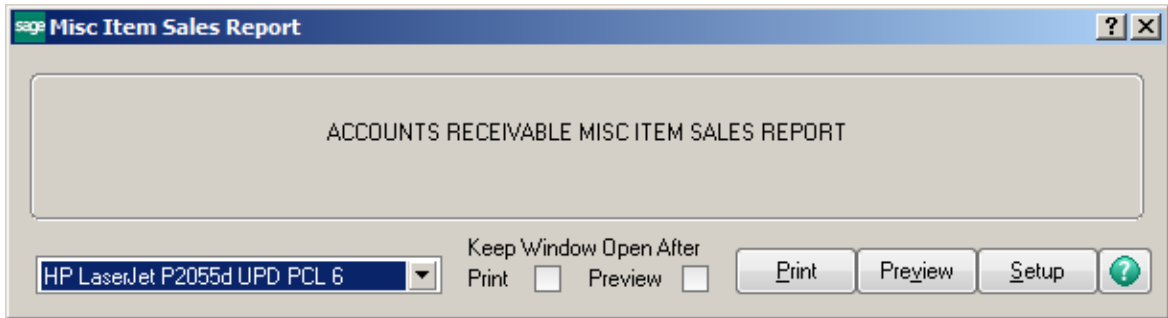 sage Misc Item Sales Report ? X
ACCOUNTS RECEIVABLE MISC ITEM SALES REPORT
Keep Window Open After
HP LaserJet P2055d UPD PCL 6 Print Preview Print Preview Setup ?